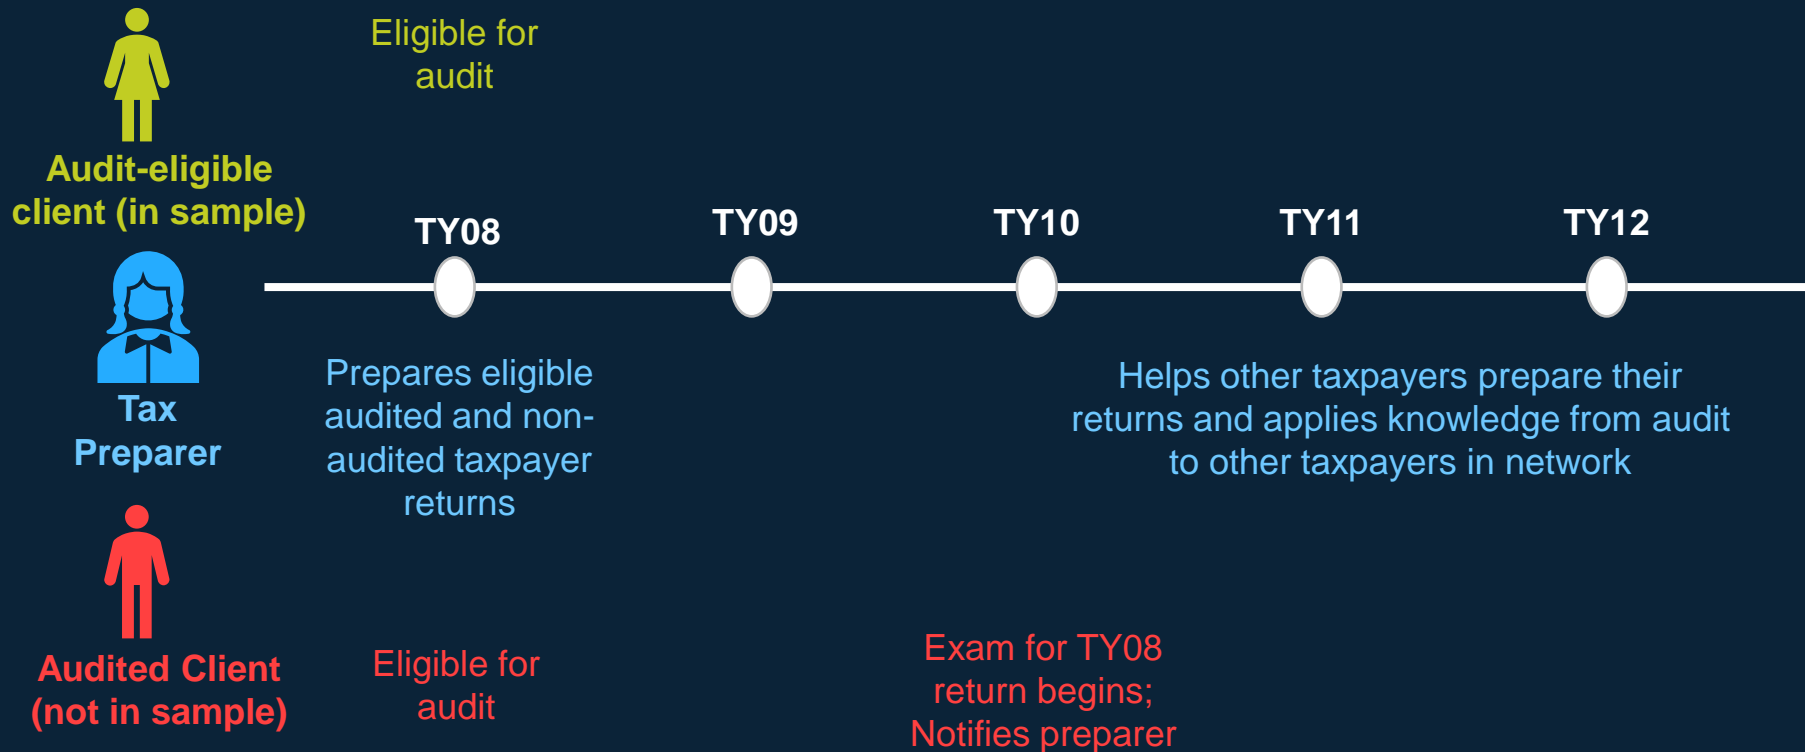 Eligible for
audit
Audit-eligible
client (in sample)
TY08
TY09
TY10
TY11
TY12
Tax
Preparer
Prepares eligible
audited and non-
audited taxpayer
returns
Helps other taxpayers prepare their
returns and applies knowledge from audit
to other taxpayers in network
Audited Client
(not in sample)
Eligible for
audit
Exam for TY08
return begins;
Notifies preparer